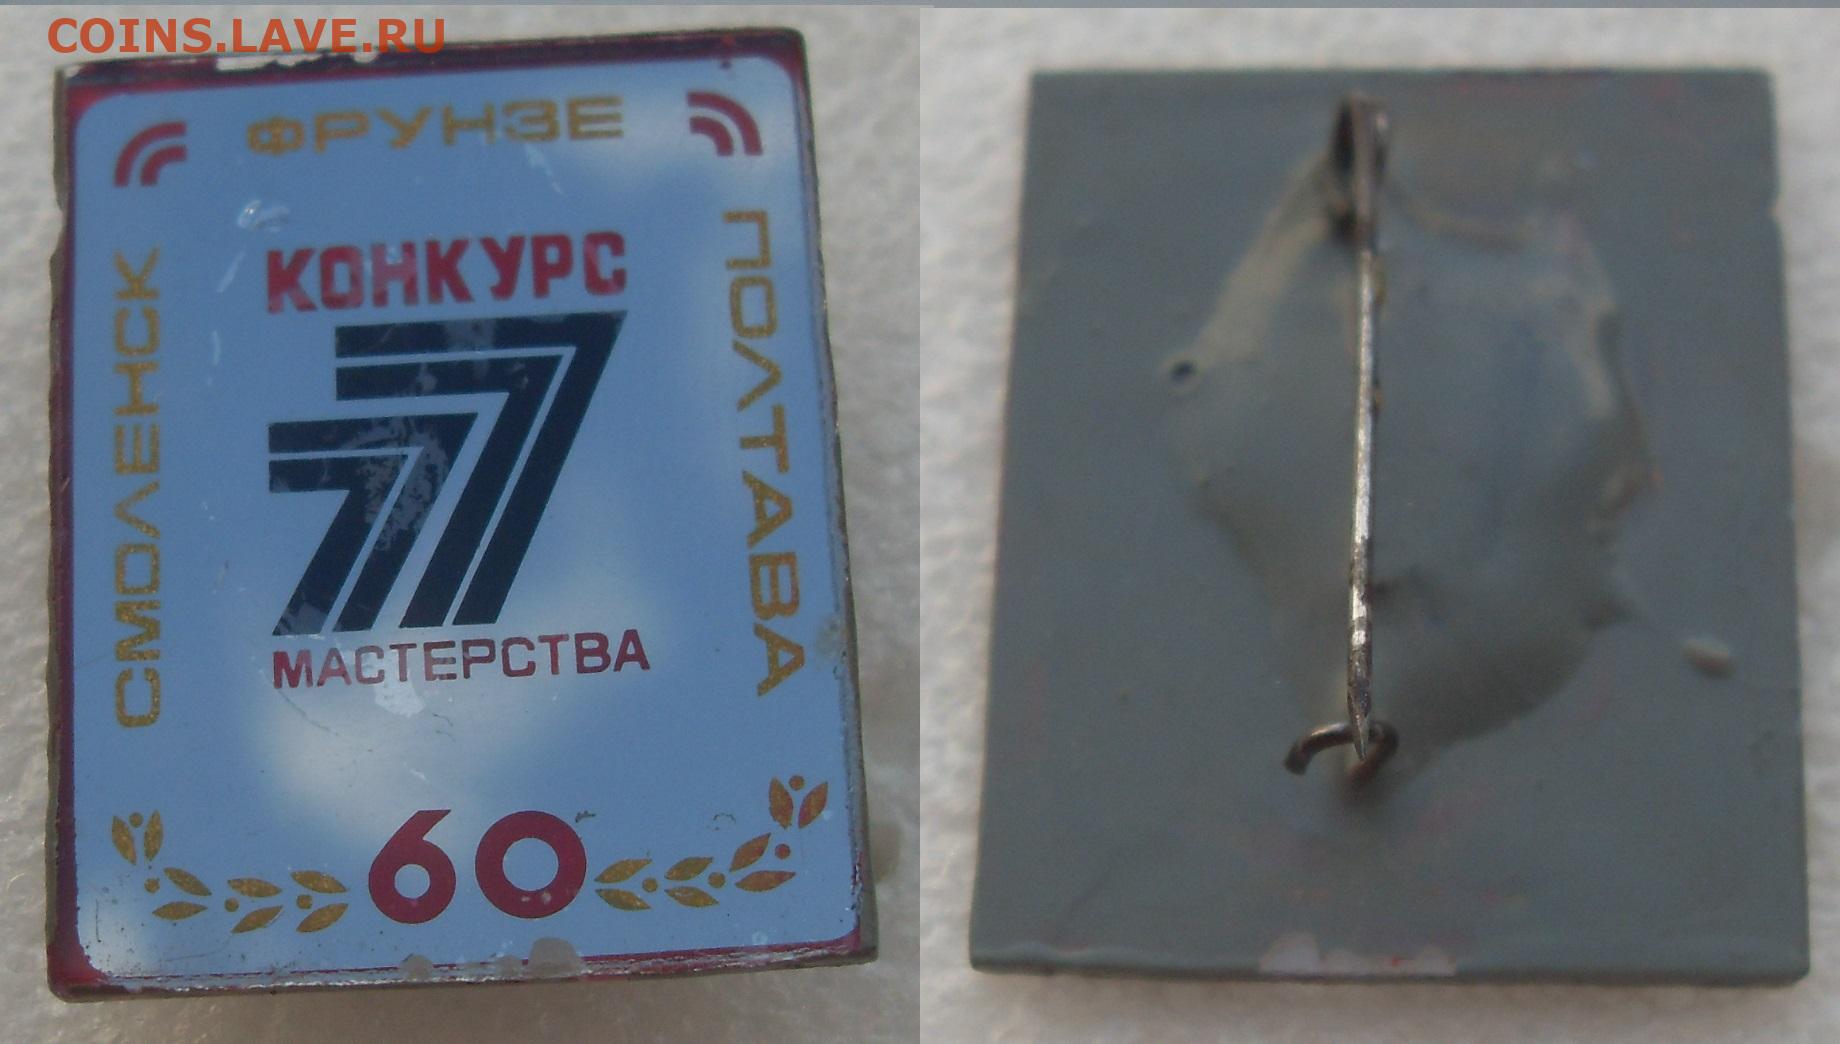 COINS.LAVE.RU
ФРУНЗЕ
СМОЛЕНСК
ПОЛТАВА
КОНКУРС
77
МАСТЕРСТВА
60